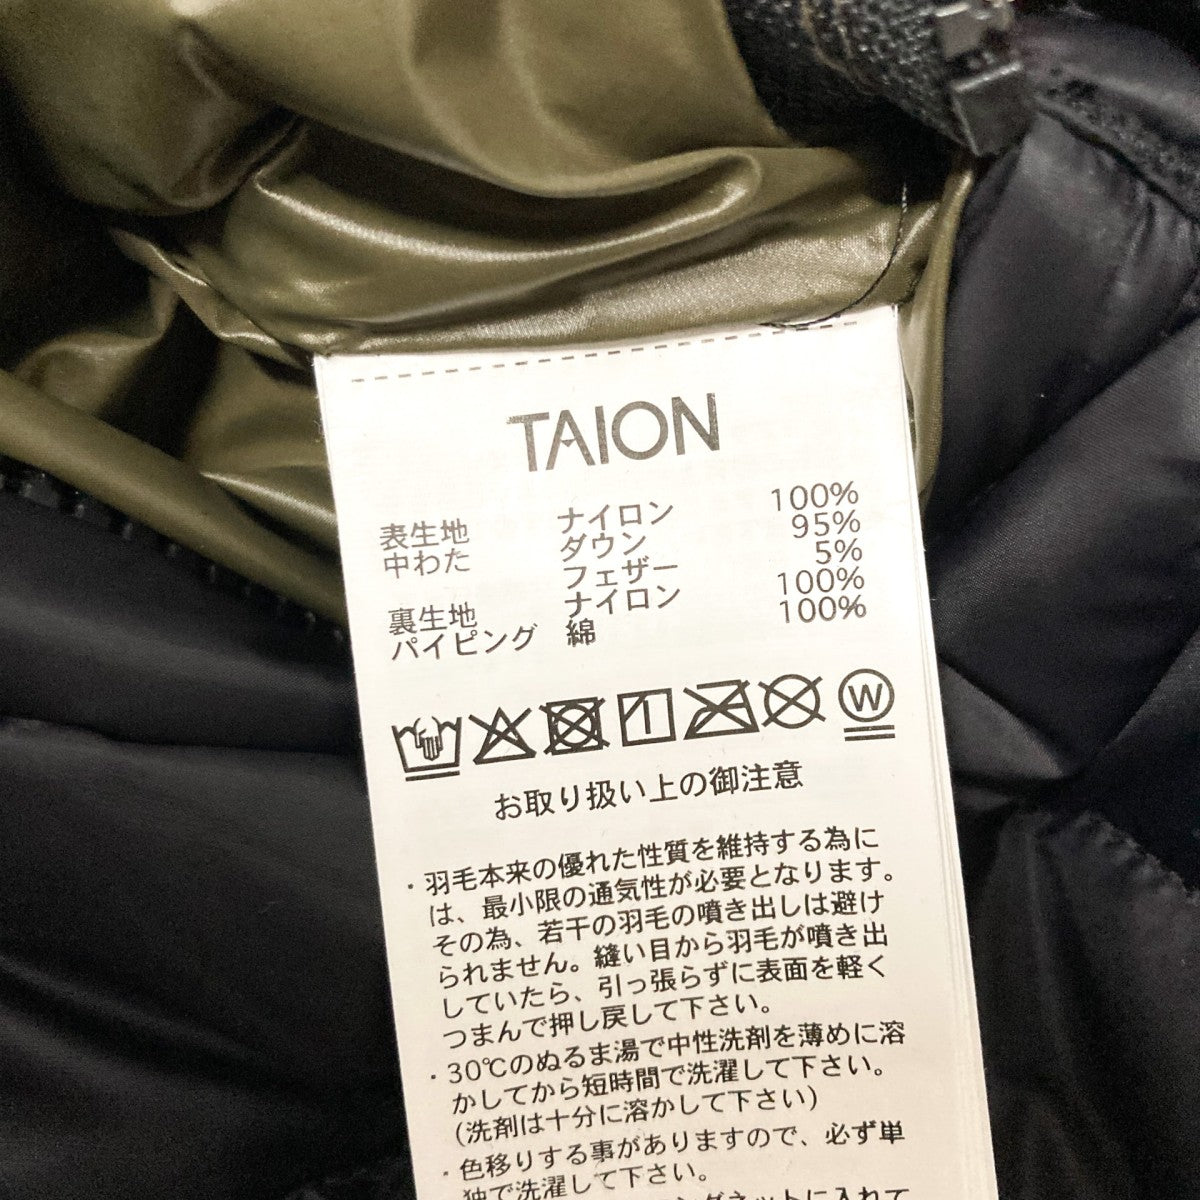 TAION
表生地 ナイロン 100%
中わた ダウン 95%
フェザー 5%
裏生地 ナイロン 100%
パイピング 綿 100%
W
お取り扱い上の御注意
・羽毛本来の優れた性質を維持する為に
は、最小限の通気性が必要となります。
その為、若干の羽毛の噴き出しは避け
られません。縫い目から羽毛が噴き出
していたら、引っ張らずに表面を軽く
つまんで押し戻して下さい。
・30℃のぬるま湯で中性洗剤を薄めに溶
かしてから短時間で洗濯して下さい。
(洗剤は十分に溶かして下さい)
・色移りする事がありますので、必ず単
独で洗濯して下さい。
ネットに入れて